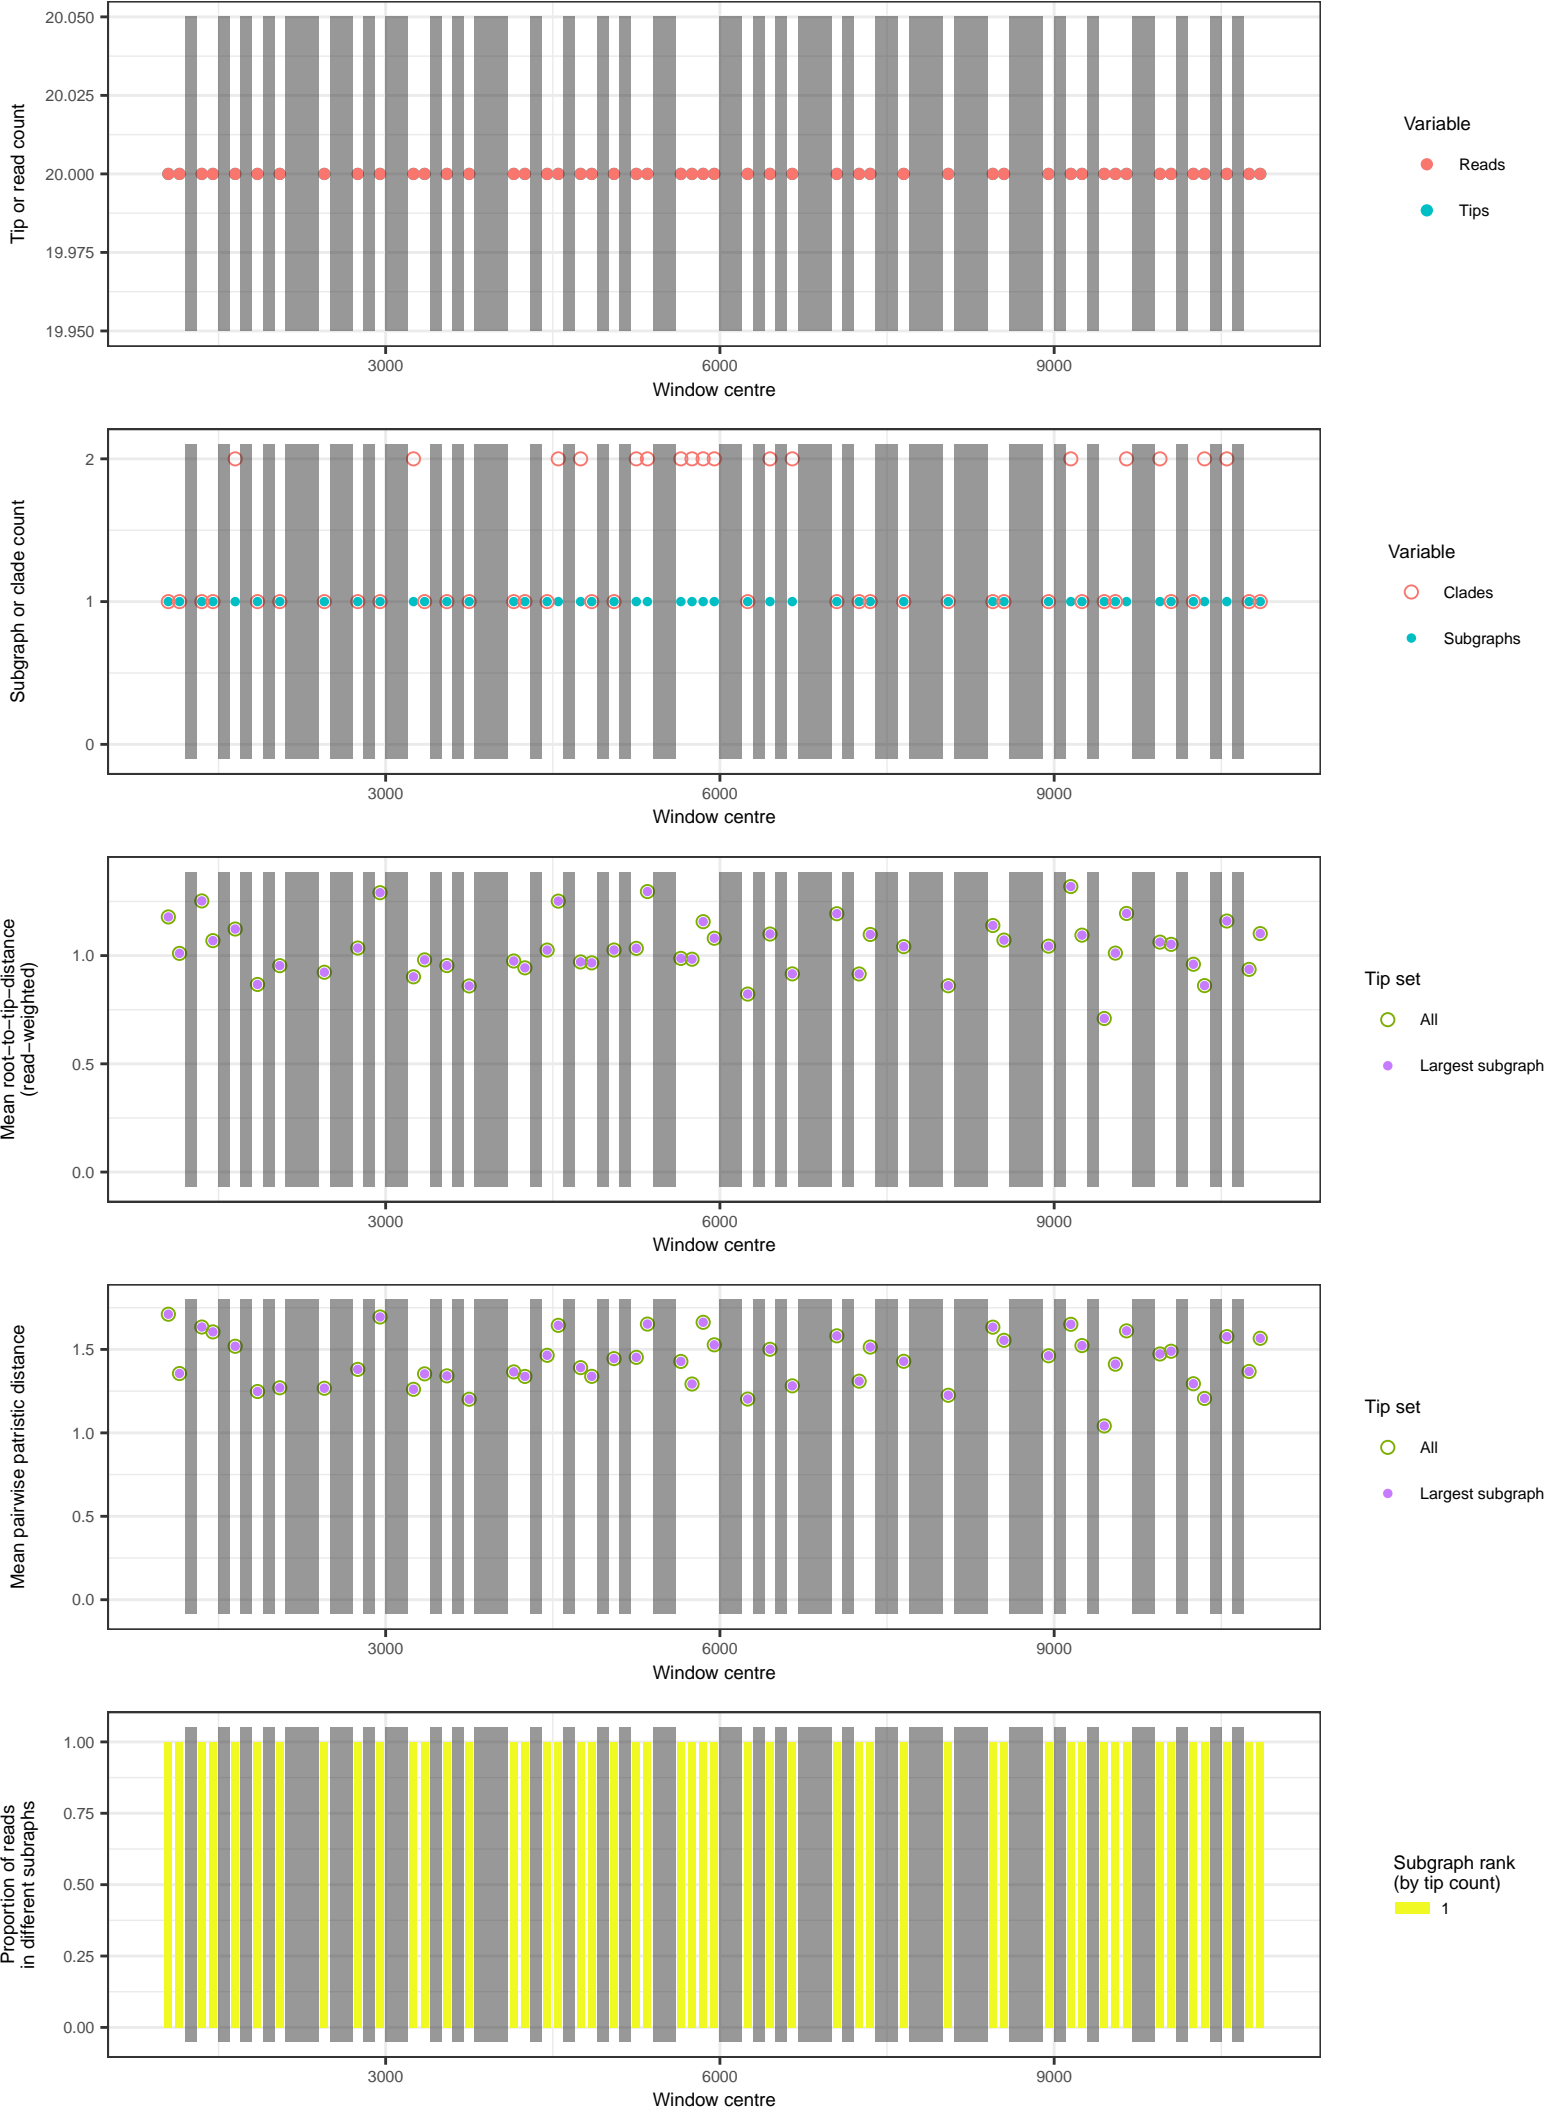 20.050
20.025
20.000
19.975
19.950
Tip or read count
3000 6000 9000
Window centre
Variable
Reads
Tips
2
1
0
Subgraph or clade count
3000 6000 9000
Window centre
Variable
Clades
Subgraphs
1.0
0.5
0.0
Mean root−to−tip−distance
(read−weighted)
3000 6000 9000
Window centre
Tip set
All
Largest subgraph
1.5
1.0
0.5
0.0
Mean pairwise patristic distance
3000 6000 9000
Window centre
Tip set
All
Largest subgraph
1.00
0.75
0.50
0.25
0.00
Proportion of reads
in different subraphs
3000 6000 9000
Window centre
Subgraph rank
(by tip count)
1